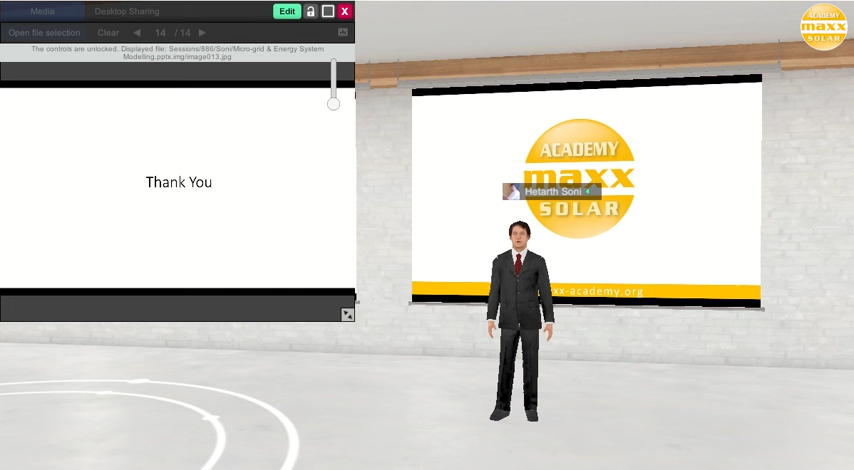 Media
Desktop Sharing
Edit
X
Open file selection
Clear
14 / 14
The controls are unlocked. Displayed file: Sessions/886/Soni/Micro-grid & Energy System
Modelling.pptx.img/image013.jpg
Thank You
ACADEMY
maxx
Hetarth Soni
SOLAR
xx-academy.org
ACADEMY
maxx
SOLAR